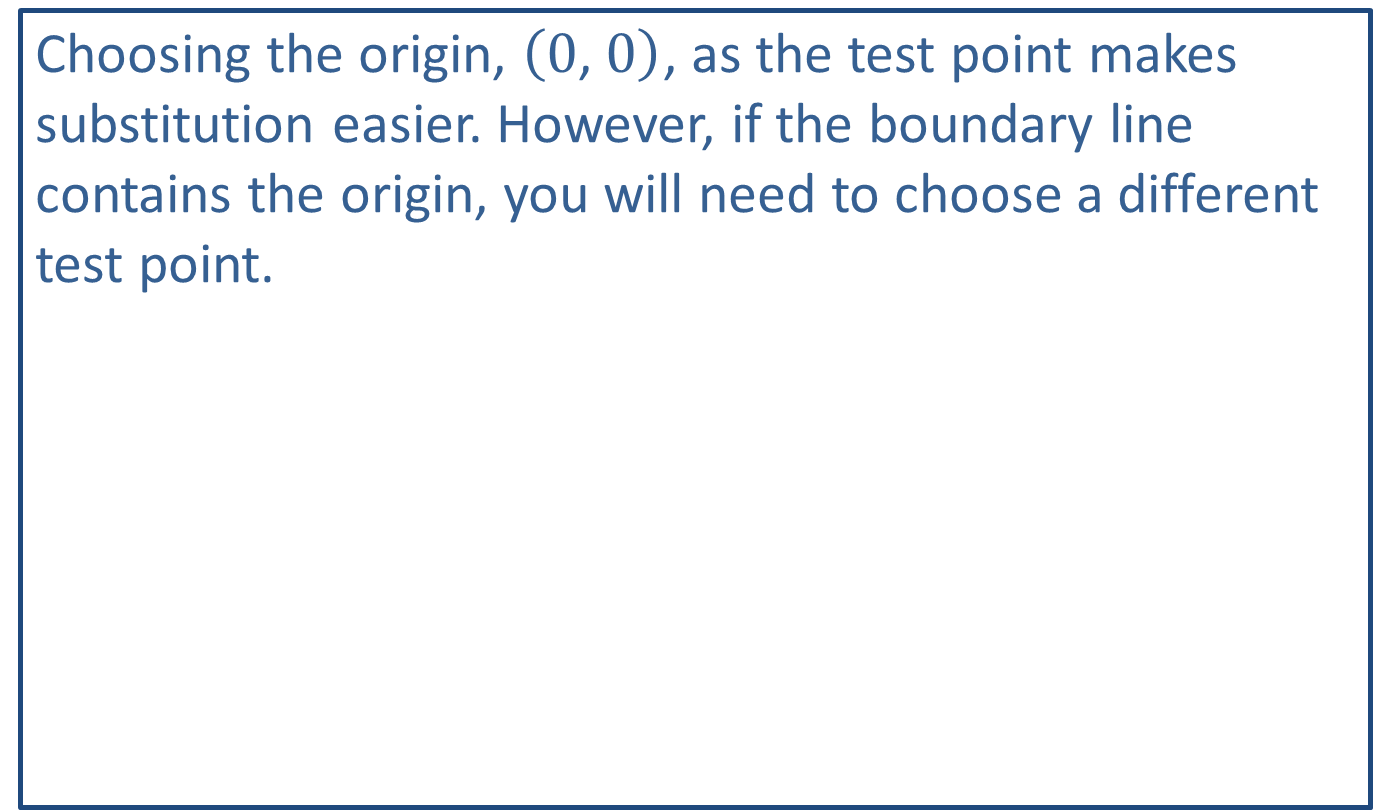 Choosing the origin, (0, 0), as the test point makes
substitution easier. However, if the boundary line
contains the origin, you will need to choose a different
test point.